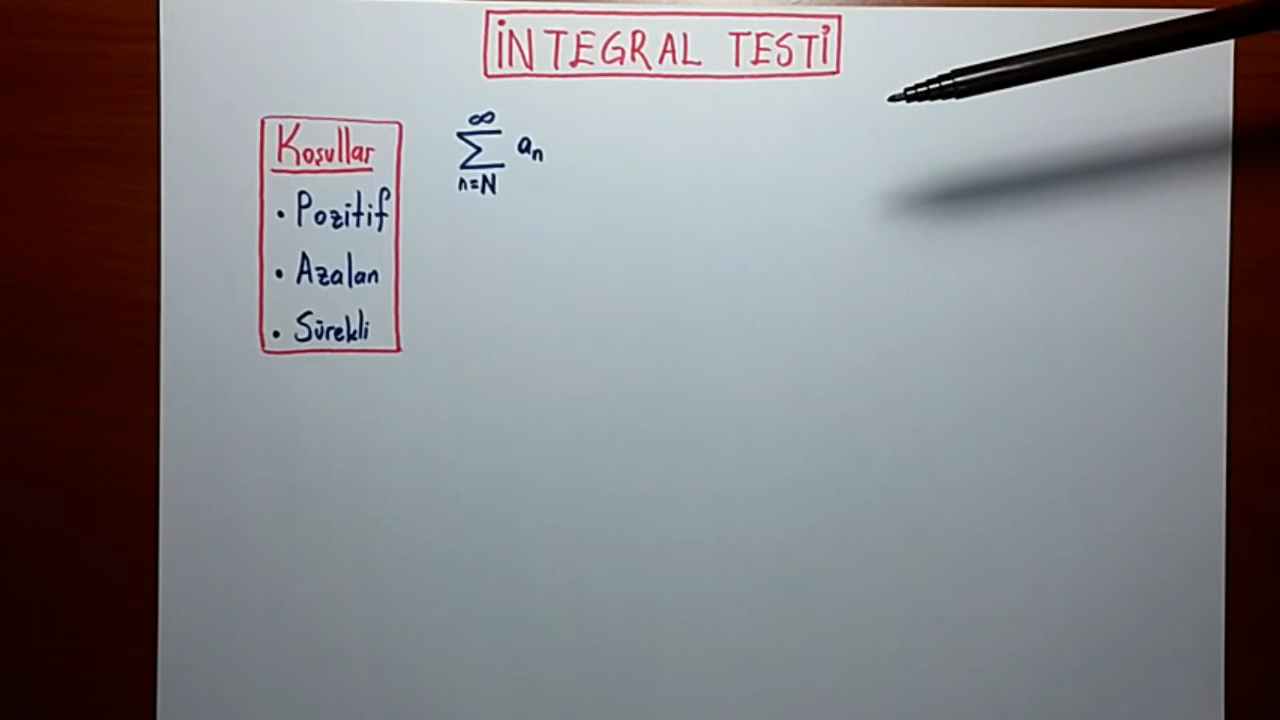 İNTEGRAL TESTİ
Koşullar
• Pozitif
• Azalan
• Sürekli
∞
∑ aₙ
n=N